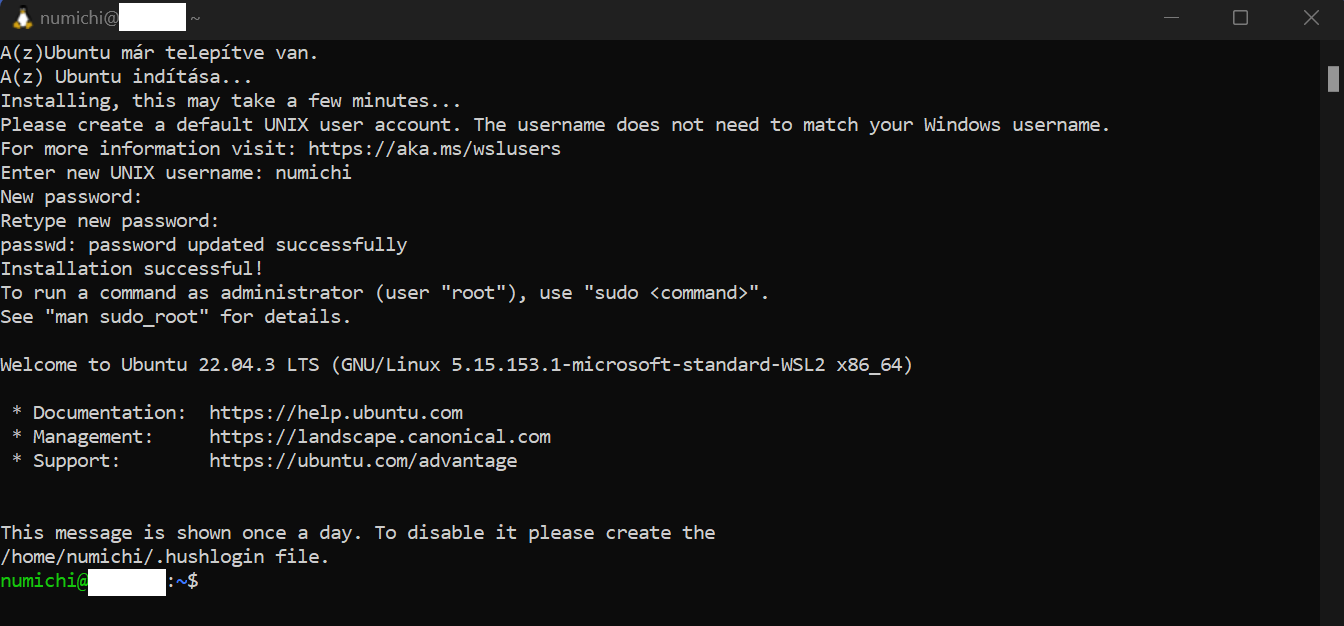 numichi@ ~
A(z)Ubuntu már telepítve van.
A(z) Ubuntu indítása...
Installing, this may take a few minutes...
Please create a default UNIX user account. The username does not need to match your Windows username.
For more information visit: https://aka.ms/wslusers
Enter new UNIX username: numichi
New password:
Retype new password:
passwd: password updated successfully
Installation successful!
To run a command as administrator (user "root"), use "sudo <command>".
See "man sudo_root" for details.
Welcome to Ubuntu 22.04.3 LTS (GNU/Linux 5.15.153.1-microsoft-standard-WSL2 x86_64)
* Documentation:  https://help.ubuntu.com
* Management:     https://landscape.canonical.com
* Support:        https://ubuntu.com/advantage
This message is shown once a day. To disable it please create the
/home/numichi/.hushlogin file.
numichi@ :~$